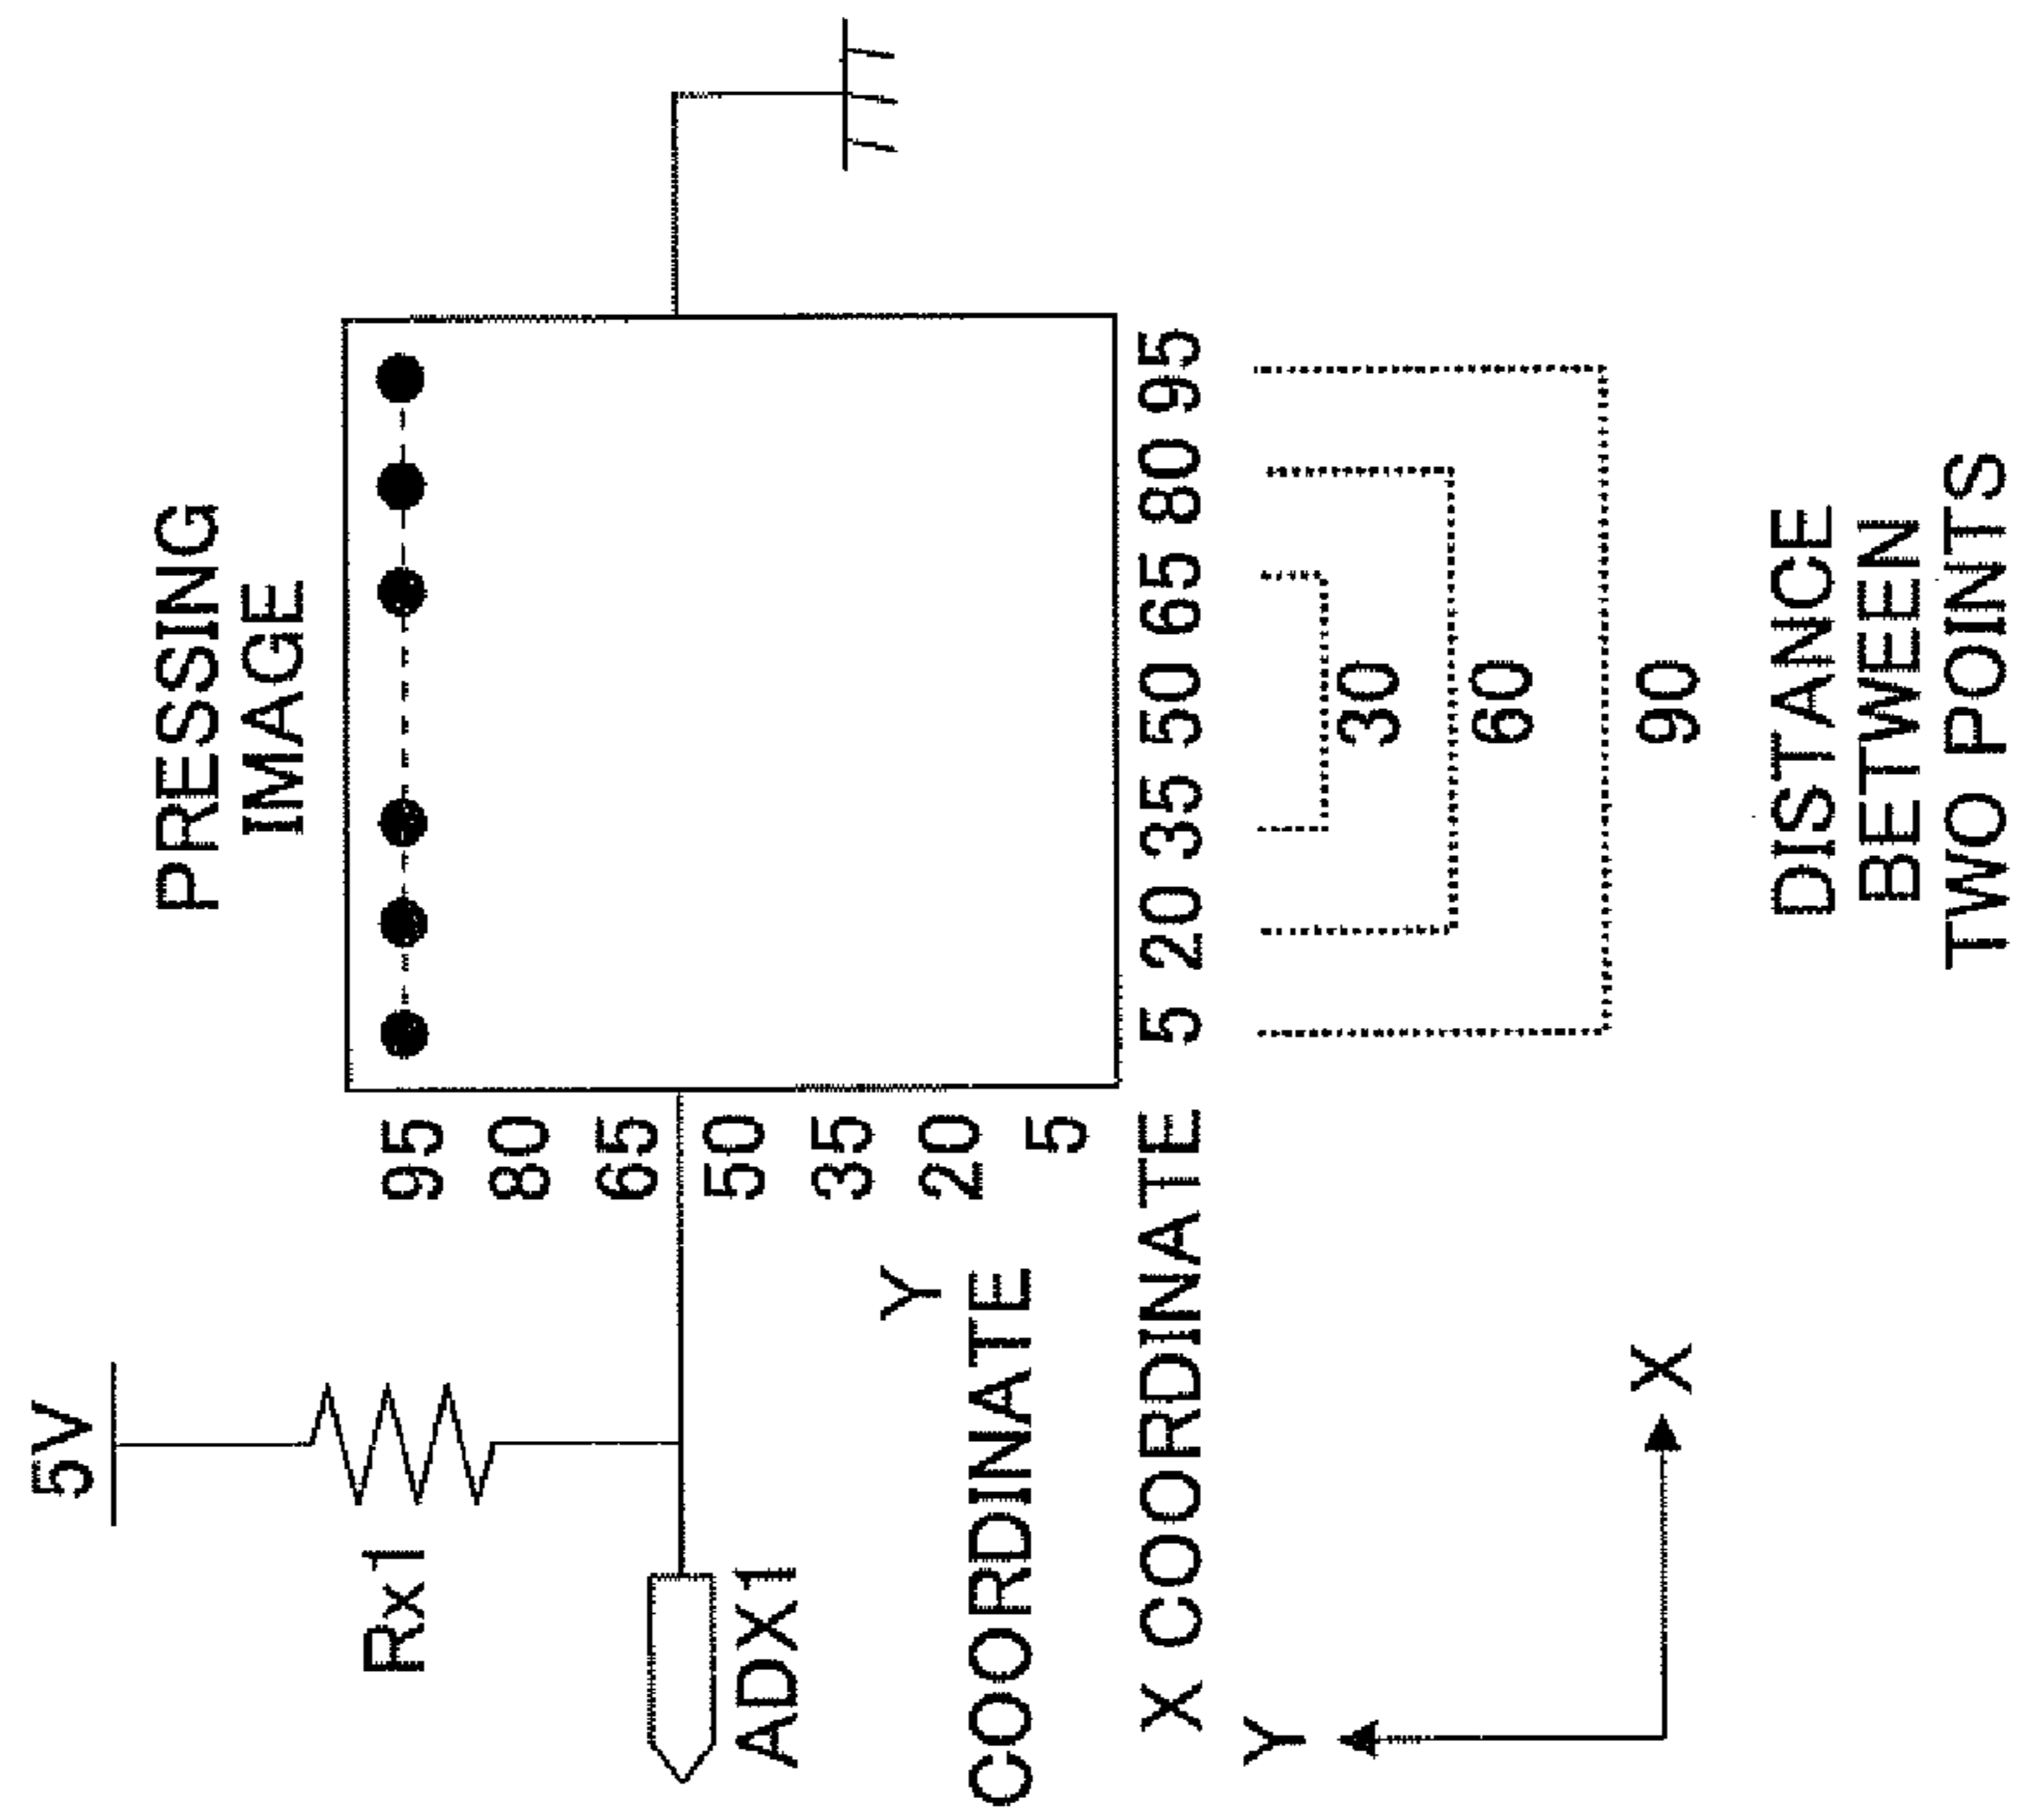 PRESSING
IMAGE
5V
Rx1
ADX1
95
80
65
50
35
20
5
Y
COORDINATE
X COORDINATE
5 20 35 50 65 80 95
30
60
90
DISTANCE
BETWEEN
TWO POINTS
Y
X